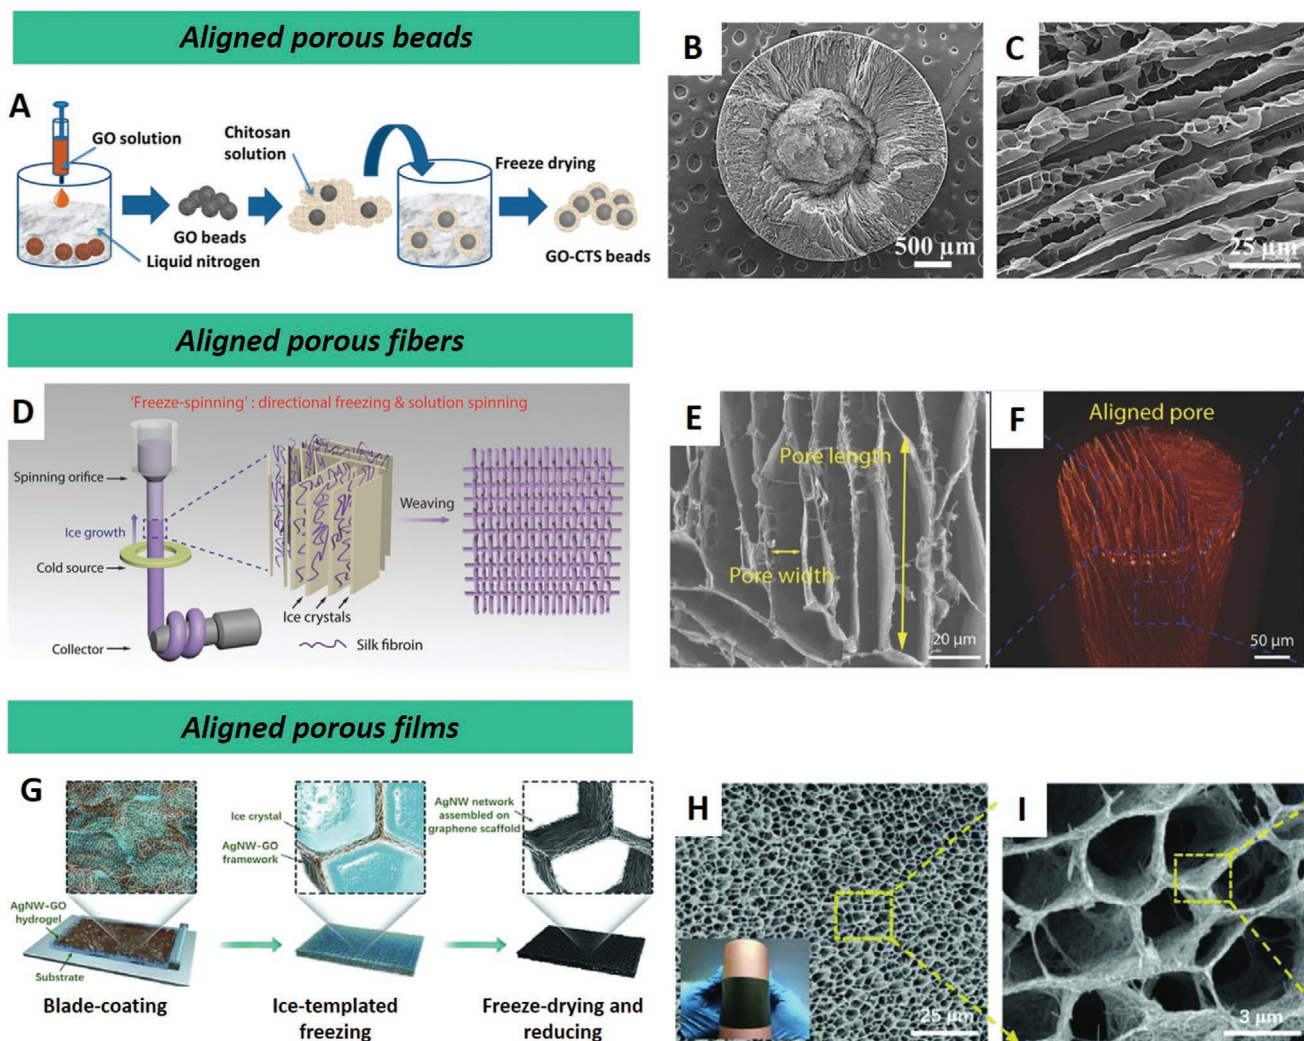 Aligned porous beads
A
GO solution
Chitosan
solution
Freeze drying
GO beads
Liquid nitrogen
GO-CTS beads
B
500 µm
C
25 µm
Aligned porous fibers
D
'Freeze-spinning' : directional freezing & solution spinning
Spinning orifice
Ice growth
Cold source
Collector
Ice crystals
Silk fibroin
Weaving
E
Pore length
Pore width
20 µm
F
Aligned pore
50 µm
Aligned porous films
G
AgNW-GO
hydrogel
Substrate
Blade-coating
Ice crystal
AgNW-GO
framework
Ice-templated
freezing
AgNW network
assembled on
graphene scaffold
Freeze-drying and
reducing
H
25 µm
I
3 µm